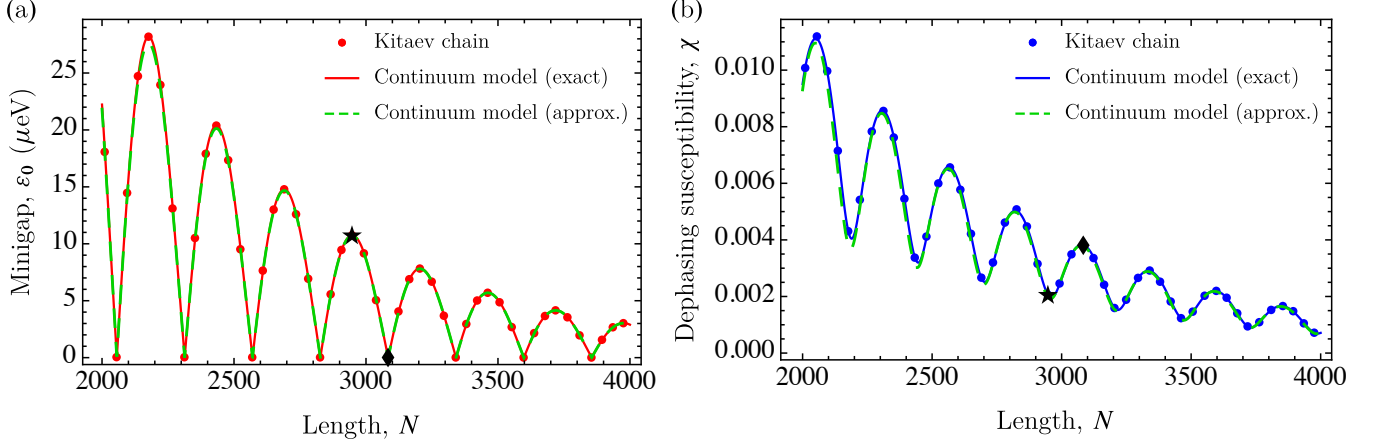 (a)
Minigap, ε₀ (μeV)
25
20
15
10
5
0
2000
2500
3000
3500
4000
Length, N
Kitaev chain
Continuum model (exact)
Continuum model (approx.)
(b)
Dephasing susceptibility, χ
0.010
0.008
0.006
0.004
0.002
0.000
2000
2500
3000
3500
4000
Length, N
Kitaev chain
Continuum model (exact)
Continuum model (approx.)